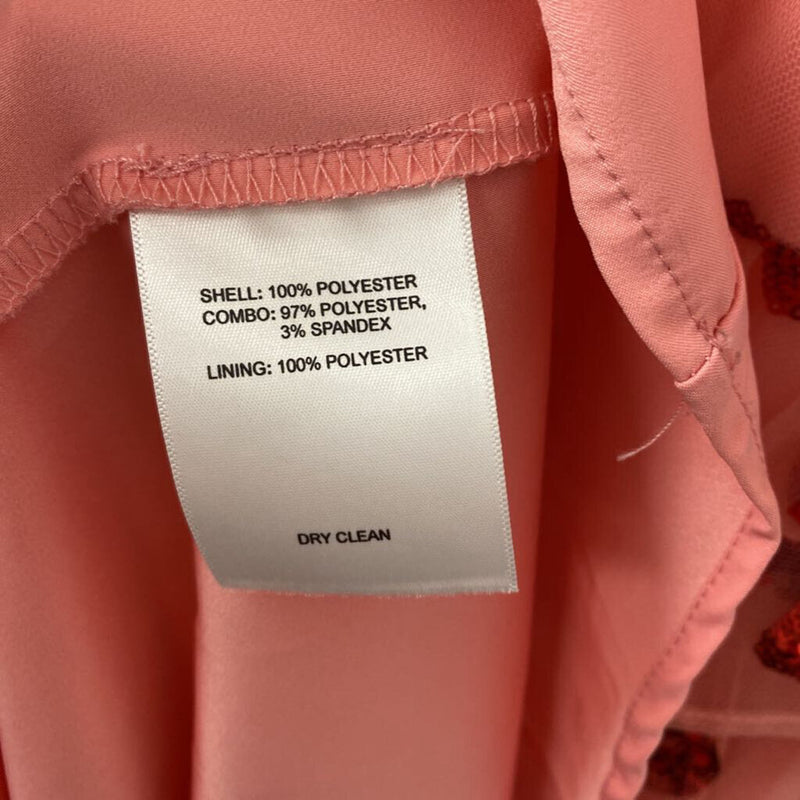 SHELL: 100% POLYESTER
COMBO: 97% POLYESTER,
3% SPANDEX
LINING: 100% POLYESTER
DRY CLEAN